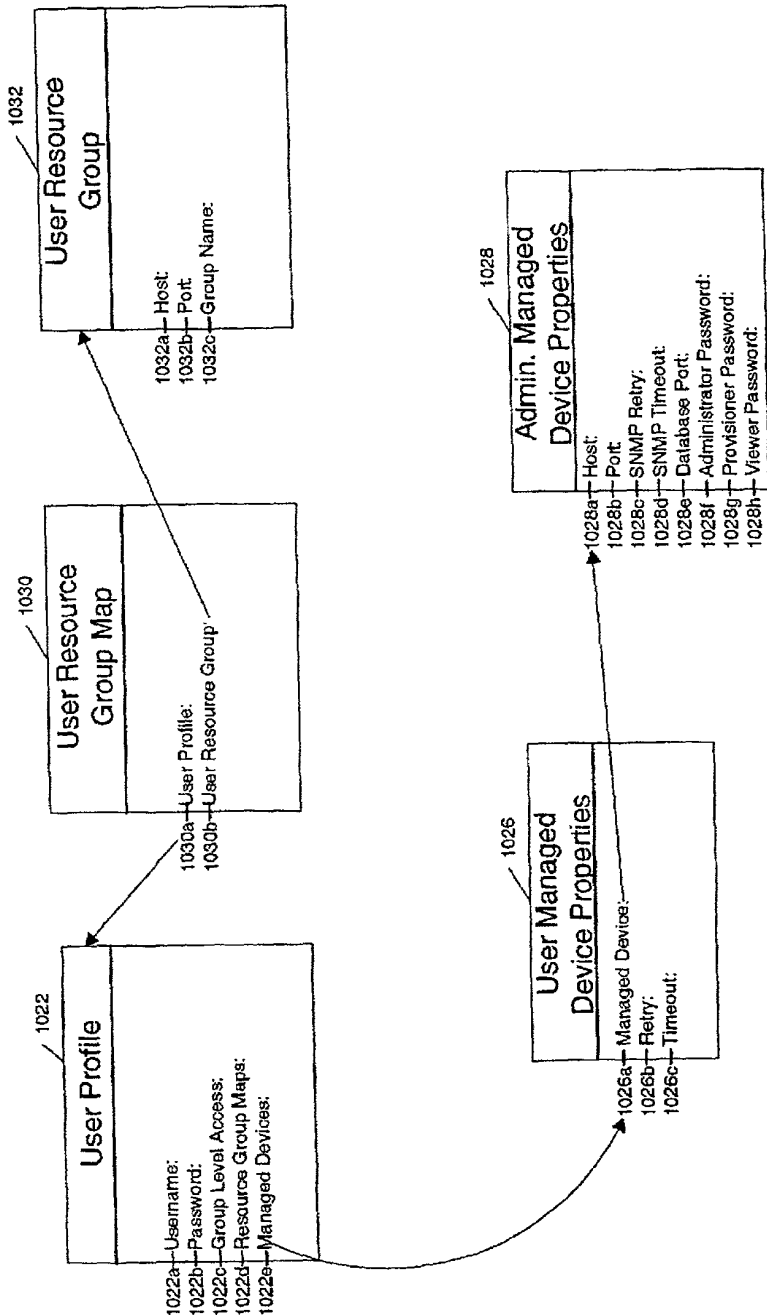 1022
User Profile
1022a Username:
1022b Password:
1022c Group Level Access:
1022d Resource Group Maps:
1022e Managed Devices:
1030
User Resource
Group Map
1030a User Profile:
1030b User Resource Group:
1032
User Resource
Group
1032a Host:
1032b Port:
1032c Group Name:
1026
User Managed
Device Properties
1026a Managed Device:
1026b Retry:
1026c Timeout:
1028
Admin. Managed
Device Properties
1028a Host:
1028b Port:
1028c SNMP Retry:
1028d SNMP Timeout:
1028e Database Port:
1028f Administrator Password:
1028g Provisioner Password:
1028h Viewer Password: